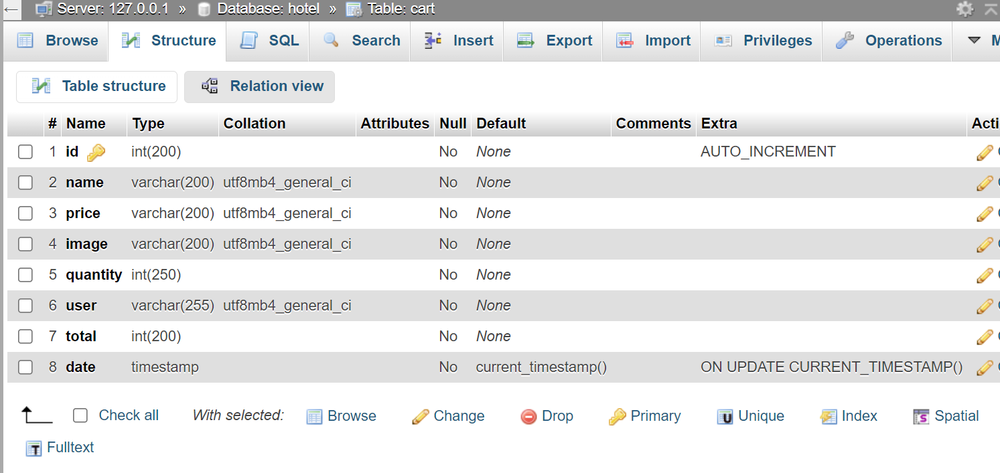 Server: 127.0.0.1 » Database: hotel » Table: cart
Browse Structure SQL Search Insert Export Import Privileges Operations M
Table structure Relation view
# Name Type Collation Attributes Null Default Comments Extra Acti
1 id int(200) No None AUTO_INCREMENT
2 name varchar(200) utf8mb4_general_ci No None
3 price varchar(200) utf8mb4_general_ci No None
4 image varchar(200) utf8mb4_general_ci No None
5 quantity int(250) No None
6 user varchar(255) utf8mb4_general_ci No None
7 total int(200) No None
8 date timestamp No current_timestamp() ON UPDATE CURRENT_TIMESTAMP()
Check all With selected: Browse Change Drop Primary Unique Index Spatial
Fulltext